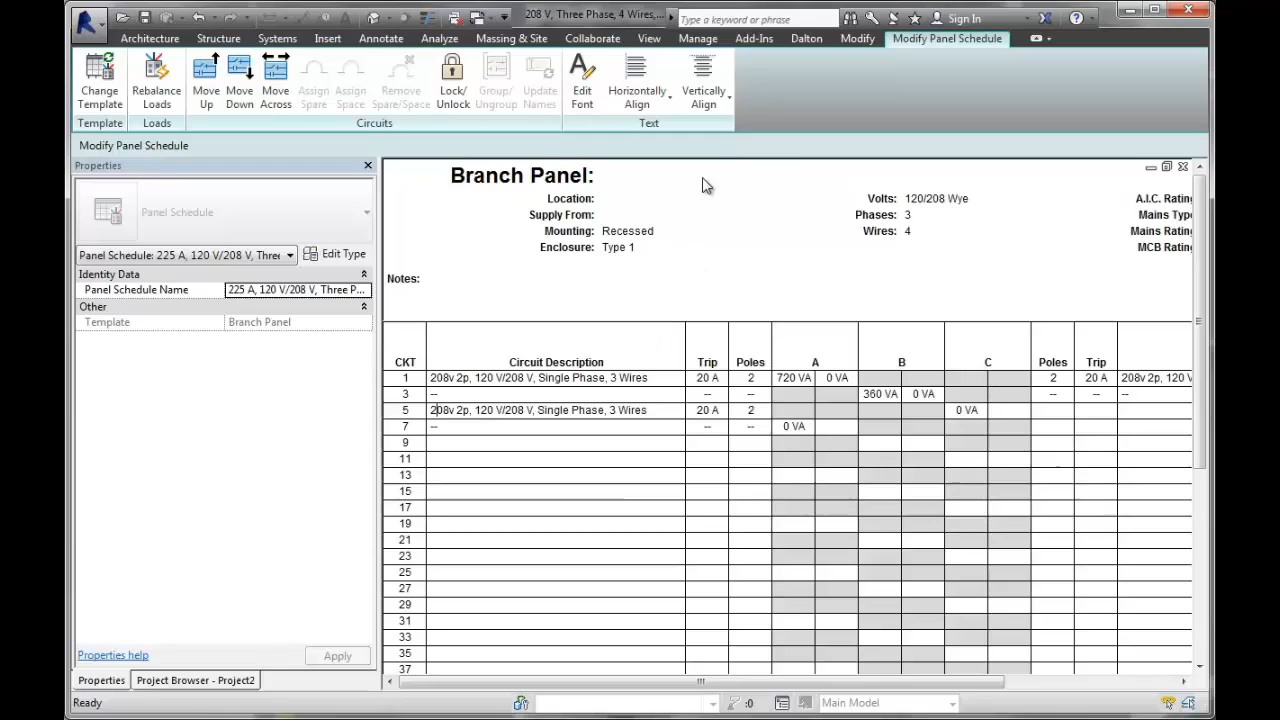 208 V, Three Phase, 4 Wires,...
Type a keyword or phrase
Sign In
Architecture Structure Systems Insert Annotate Analyze Massing & Site Collaborate View Manage Add-Ins Dalton Modify Modify Panel Schedule
Change Template
Rebalance Loads
Move Up
Move Down
Move Across
Assign Spare
Assign Space
Remove Spare/Space
Lock/ Unlock
Group/ Ungroup
Update Names
Edit Font
Horizontally Align
Vertically Align
Template Loads Circuits Text
Modify Panel Schedule
Properties
Panel Schedule
Panel Schedule: 225 A, 120 V/208 V, Three
Edit Type
Identity Data
Panel Schedule Name 225 A, 120 V/208 V, Three P...
Other
Template Branch Panel
Properties help
Apply
Properties
Project Browser - Project2
Branch Panel:
Location: Volts: 120/208 Wye A.I.C. Rating
Supply From: Phases: 3 Mains Type
Mounting: Recessed Wires: 4 Mains Rating
Enclosure: Type 1 MCB Rating
Notes:
CKT Circuit Description Trip Poles A B C Poles Trip
1 208v 2p, 120 V/208 V, Single Phase, 3 Wires 20 A 2 720 VA 0 VA 2 20 A 208v 2p, 120 V
3 -- -- -- 360 VA 0 VA -- -- --
5 208v 2p, 120 V/208 V, Single Phase, 3 Wires 20 A 2 0 VA
7 -- -- -- 0 VA
9
11
13
15
17
19
21
23
25
27
29
31
33
35
37
Ready
:0
Main Model